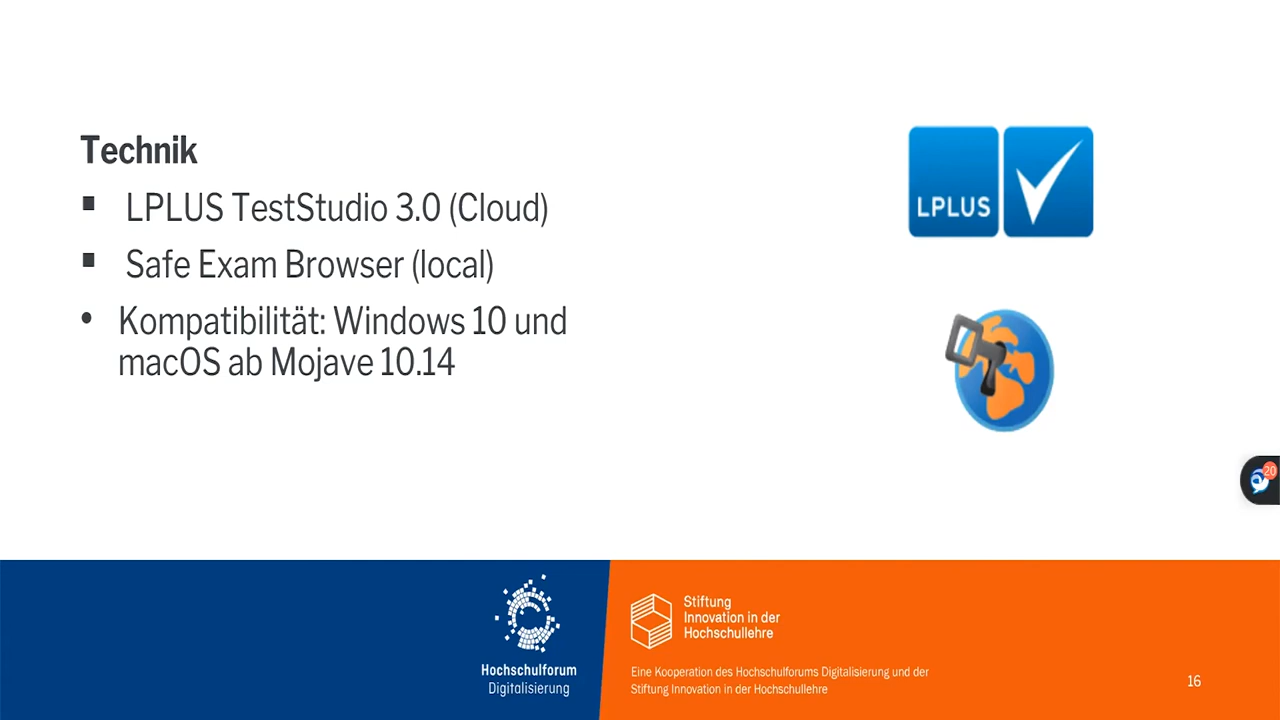 Technik
▪ LPLUS TestStudio 3.0 (Cloud)
▪ Safe Exam Browser (local)
• Kompatibilität: Windows 10 und
macOS ab Mojave 10.14
LPLUS
20
Hochschulforum
Digitalisierung
Stiftung
Innovation in der
Hochschullehre
Eine Kooperation des Hochschulforums Digitalisierung und der
Stiftung Innovation in der Hochschullehre
16